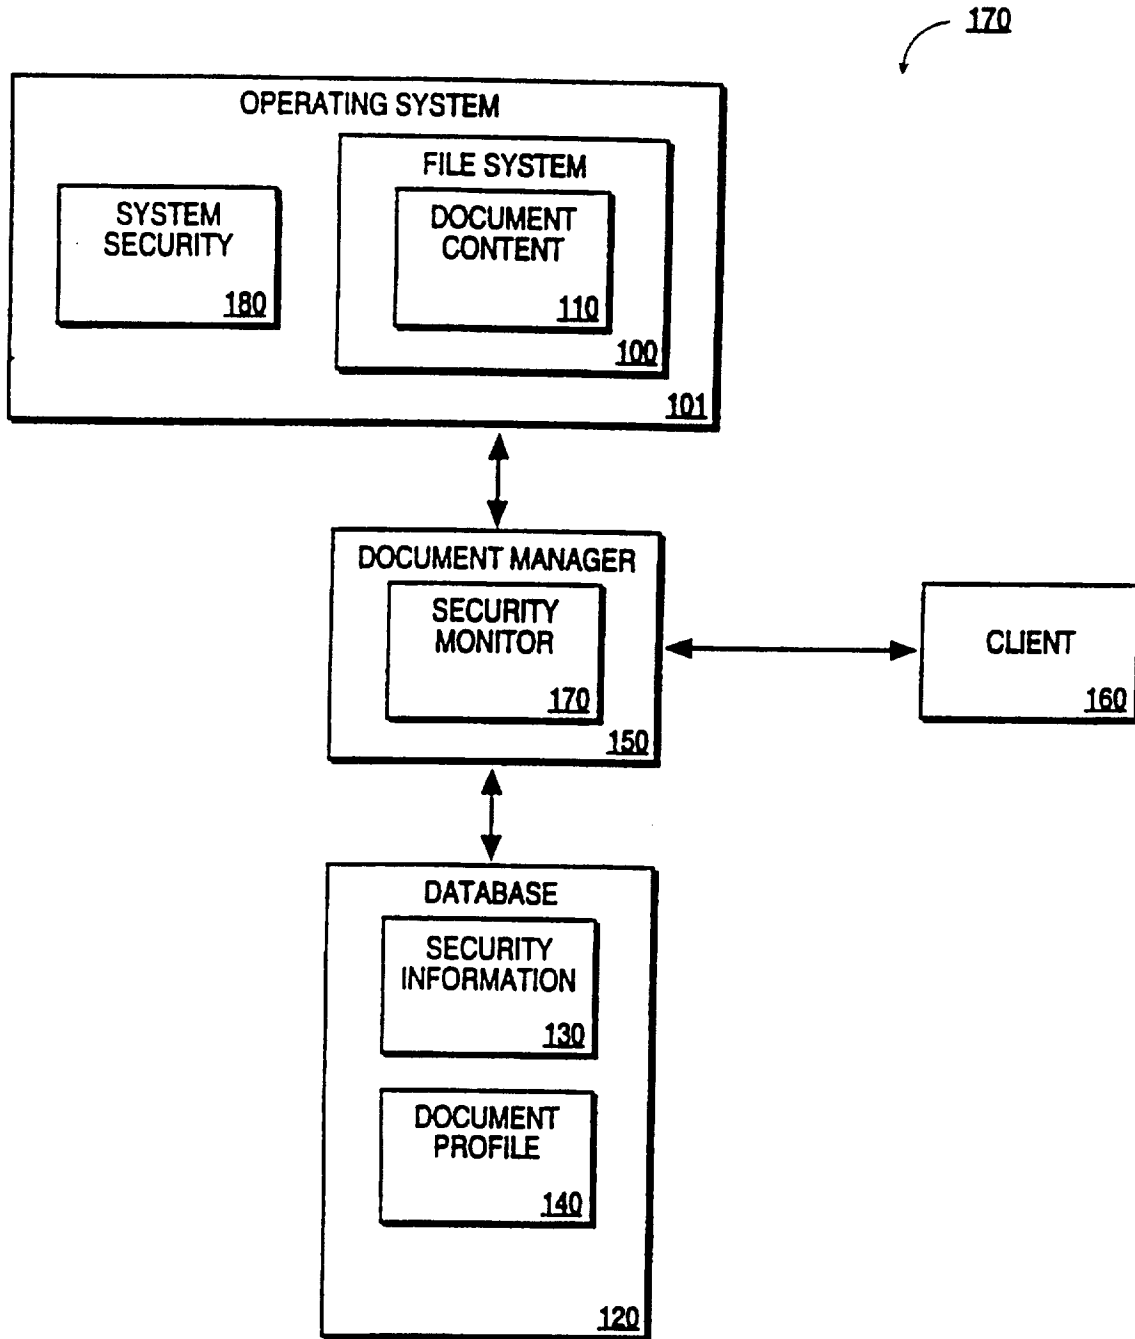 170
OPERATING SYSTEM
FILE SYSTEM
SYSTEM
SECURITY
180
DOCUMENT
CONTENT
110
100
101
DOCUMENT MANAGER
SECURITY
MONITOR
170
150
CLIENT
160
DATABASE
SECURITY
INFORMATION
130
DOCUMENT
PROFILE
140
120